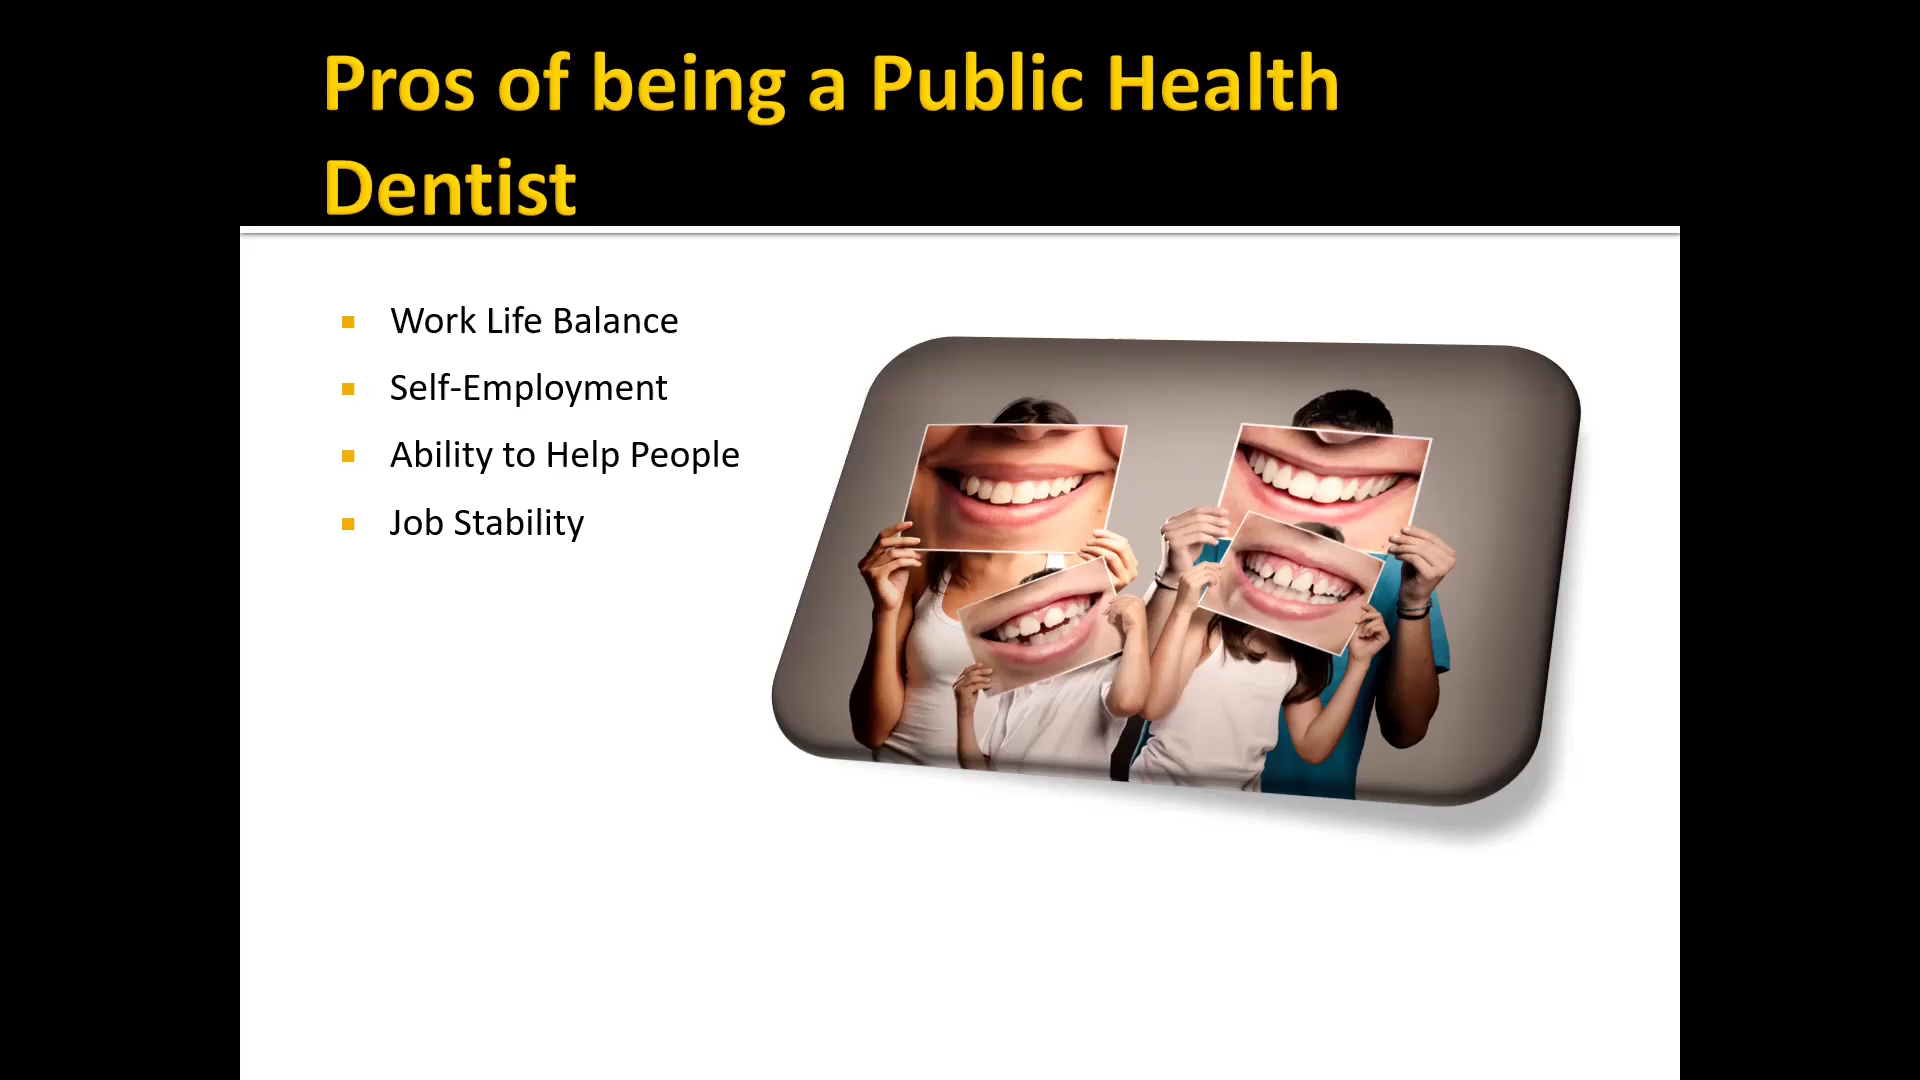 Pros of being a Public Health
Dentist
Work Life Balance
Self-Employment
Ability to Help People
Job Stability